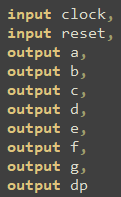 input clock,
input reset,
output a,
output b,
output c,
output d,
output e,
output f,
output g,
output dp